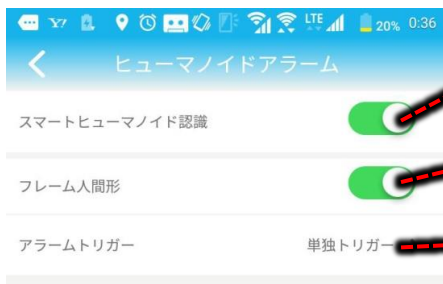 Y! LTE 20% 0:36
ヒューマノイドアラーム
スマートヒューマノイド認識
フレーム人間形
アラームトリガー 単独トリガー